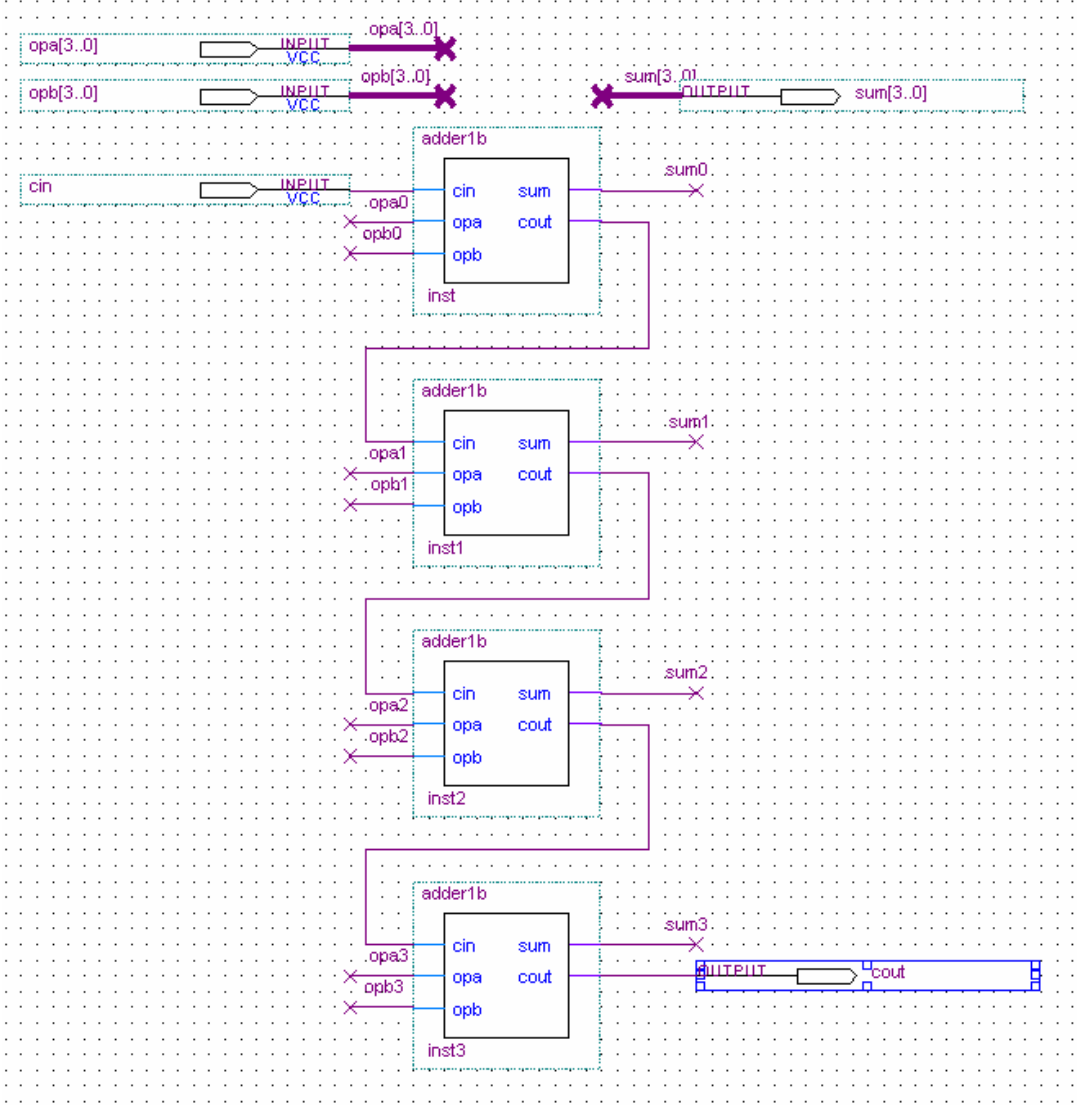 opa[3..0]
INPUT
VCC
opa[3..0]
opb[3..0]
INPUT
VCC
opb[3..0]
sum[3..0]
OUTPUT
sum[3..0]
adder1b
cin
INPUT
VCC
cin
sum
sum0
opa0
opa
cout
opb0
opb
inst
adder1b
cin
sum
sum1
opa1
opa
cout
opb1
opb
inst1
adder1b
cin
sum
sum2
opa2
opa
cout
opb2
opb
inst2
adder1b
cin
sum
sum3
opa3
opa
cout
OUTPUT
cout
opb3
opb
inst3